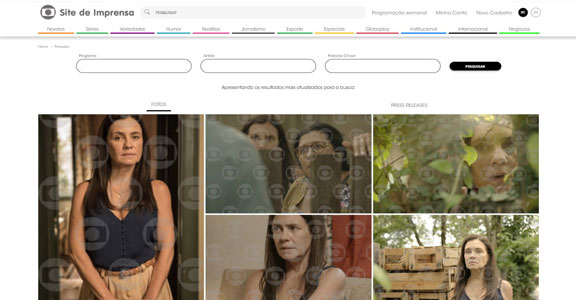 Site de Imprensa
PESQUISAR
Programação semanal
Minha Conta
Novo Cadastro
Novelas
Séries
Variedades
Humor
Realities
Jornalismo
Esporte
Especiais
Globoplay
Institucional
Internacional
Negócios
Home
Pesquisa
Programa
Artista
Palavras Chave
PESQUISAR
Apresentando os resultados mais atualizados para a busca
FOTOS
PRESS RELEASES